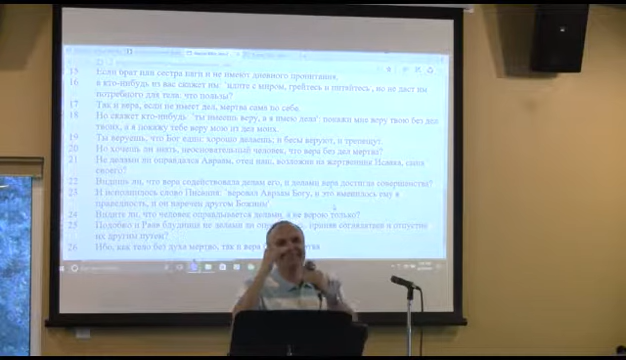 15 Если брат или сестра наги и не имеют дневного пропитания,
16 а кто-нибудь из вас скажет им: 'идите с миром, грейтесь и питайтесь', но не даст им
потребного для тела: что пользы?
17 Так и вера, если не имеет дел, мертва сама по себе.
18 Но скажет кто-нибудь: 'ты имеешь веру, а я имею дела': покажи мне веру твою без дел
твоих, а я покажу тебе веру мою из дел моих.
19 Ты веруешь, что Бог един: хорошо делаешь; и бесы веруют, и трепещут.
20 Но хочешь ли знать, неосновательный человек, что вера без дел мертва?
21 Не делами ли оправдался Авраам, отец наш, возложив на жертвенник Исаака, сына
своего?
22 Видишь ли, что вера содействовала делам его, и делами вера достигла совершенства?
23 И исполнилось слово Писания: 'веровал Авраам Богу, и это вменилось ему в
праведность, и он наречен другом Божиим'.
24 Видите ли, что человек оправдывается делами, а не верою только?
25 Подобно и Раав блудница не делами ли приняв соглядатаев и отпустив
их другим путем?
26 Ибо, как тело без духа мертво, так и вера мертва